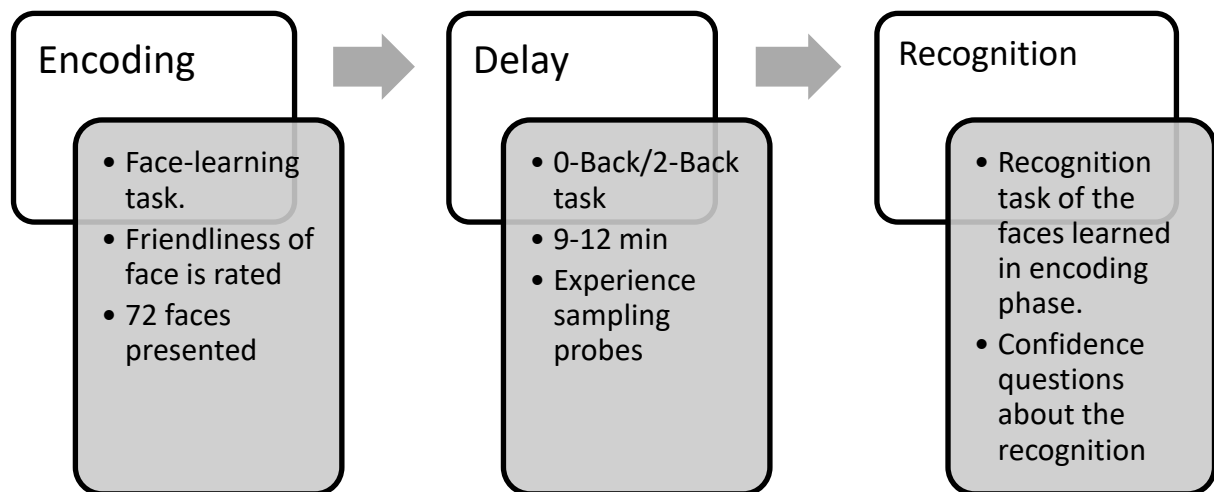 Encoding
• Face-learning
task.
• Friendliness of
face is rated
• 72 faces
presented
Delay
• 0-Back/2-Back
task
• 9-12 min
• Experience
sampling
probes
Recognition
• Recognition
task of the
faces learned
in encoding
phase.
• Confidence
questions
about the
recognition